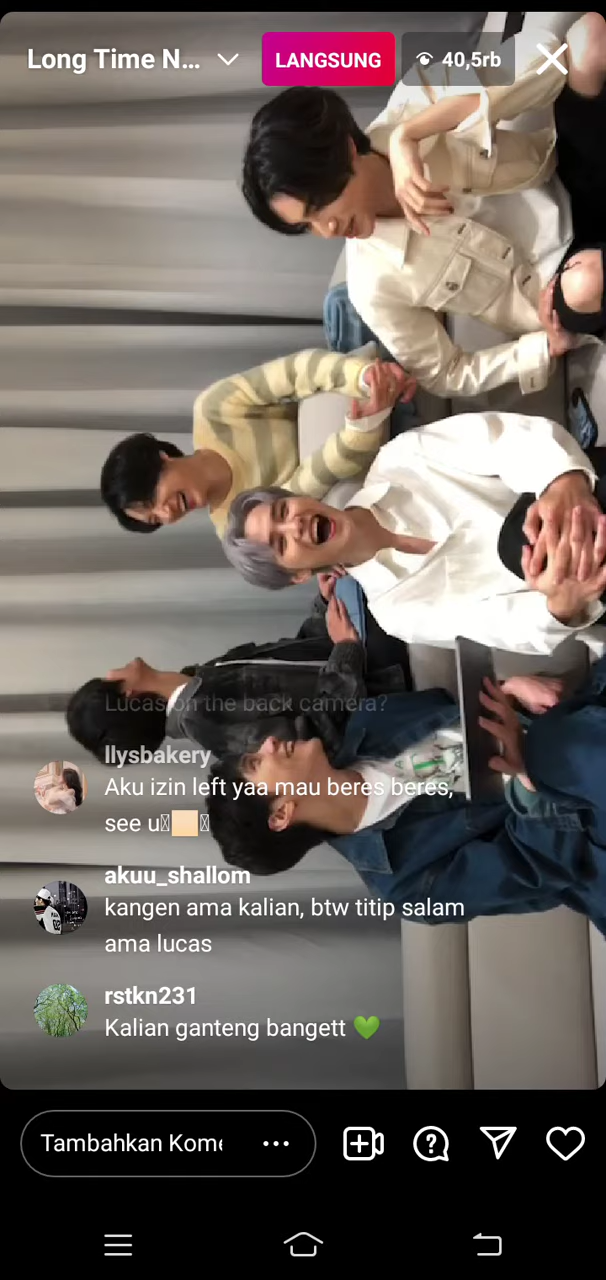 Long Time N...
LANGSUNG
40,5rb
Lucas on the back camera?
llysbakery
Aku izin left yaa mau beres beres,
see u
akuu_shallom
kangen ama kalian, btw titip salam
ama lucas
rstkn231
Kalian ganteng bangett 💚
Tambahkan Kome